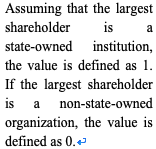 Assuming that the largest
shareholder is a
state-owned institution,
the value is defined as 1.
If the largest shareholder
is a non-state-owned
organization, the value is
defined as 0.↵